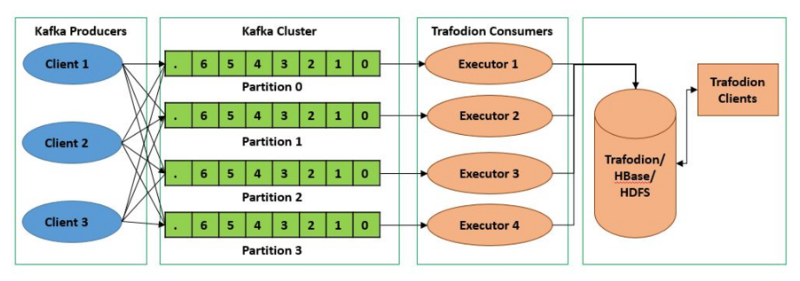 Kafka Producers
Kafka Cluster
Trafodion Consumers
Client 1
. 6 5 4 3 2 1 0
Partition 0
Executor 1
Client 2
. 6 5 4 3 2 1 0
Partition 1
Executor 2
. 6 5 4 3 2 1 0
Partition 2
Executor 3
Client 3
. 6 5 4 3 2 1 0
Partition 3
Executor 4
Trafodion/
HBase/
HDFS
Trafodion
Clients